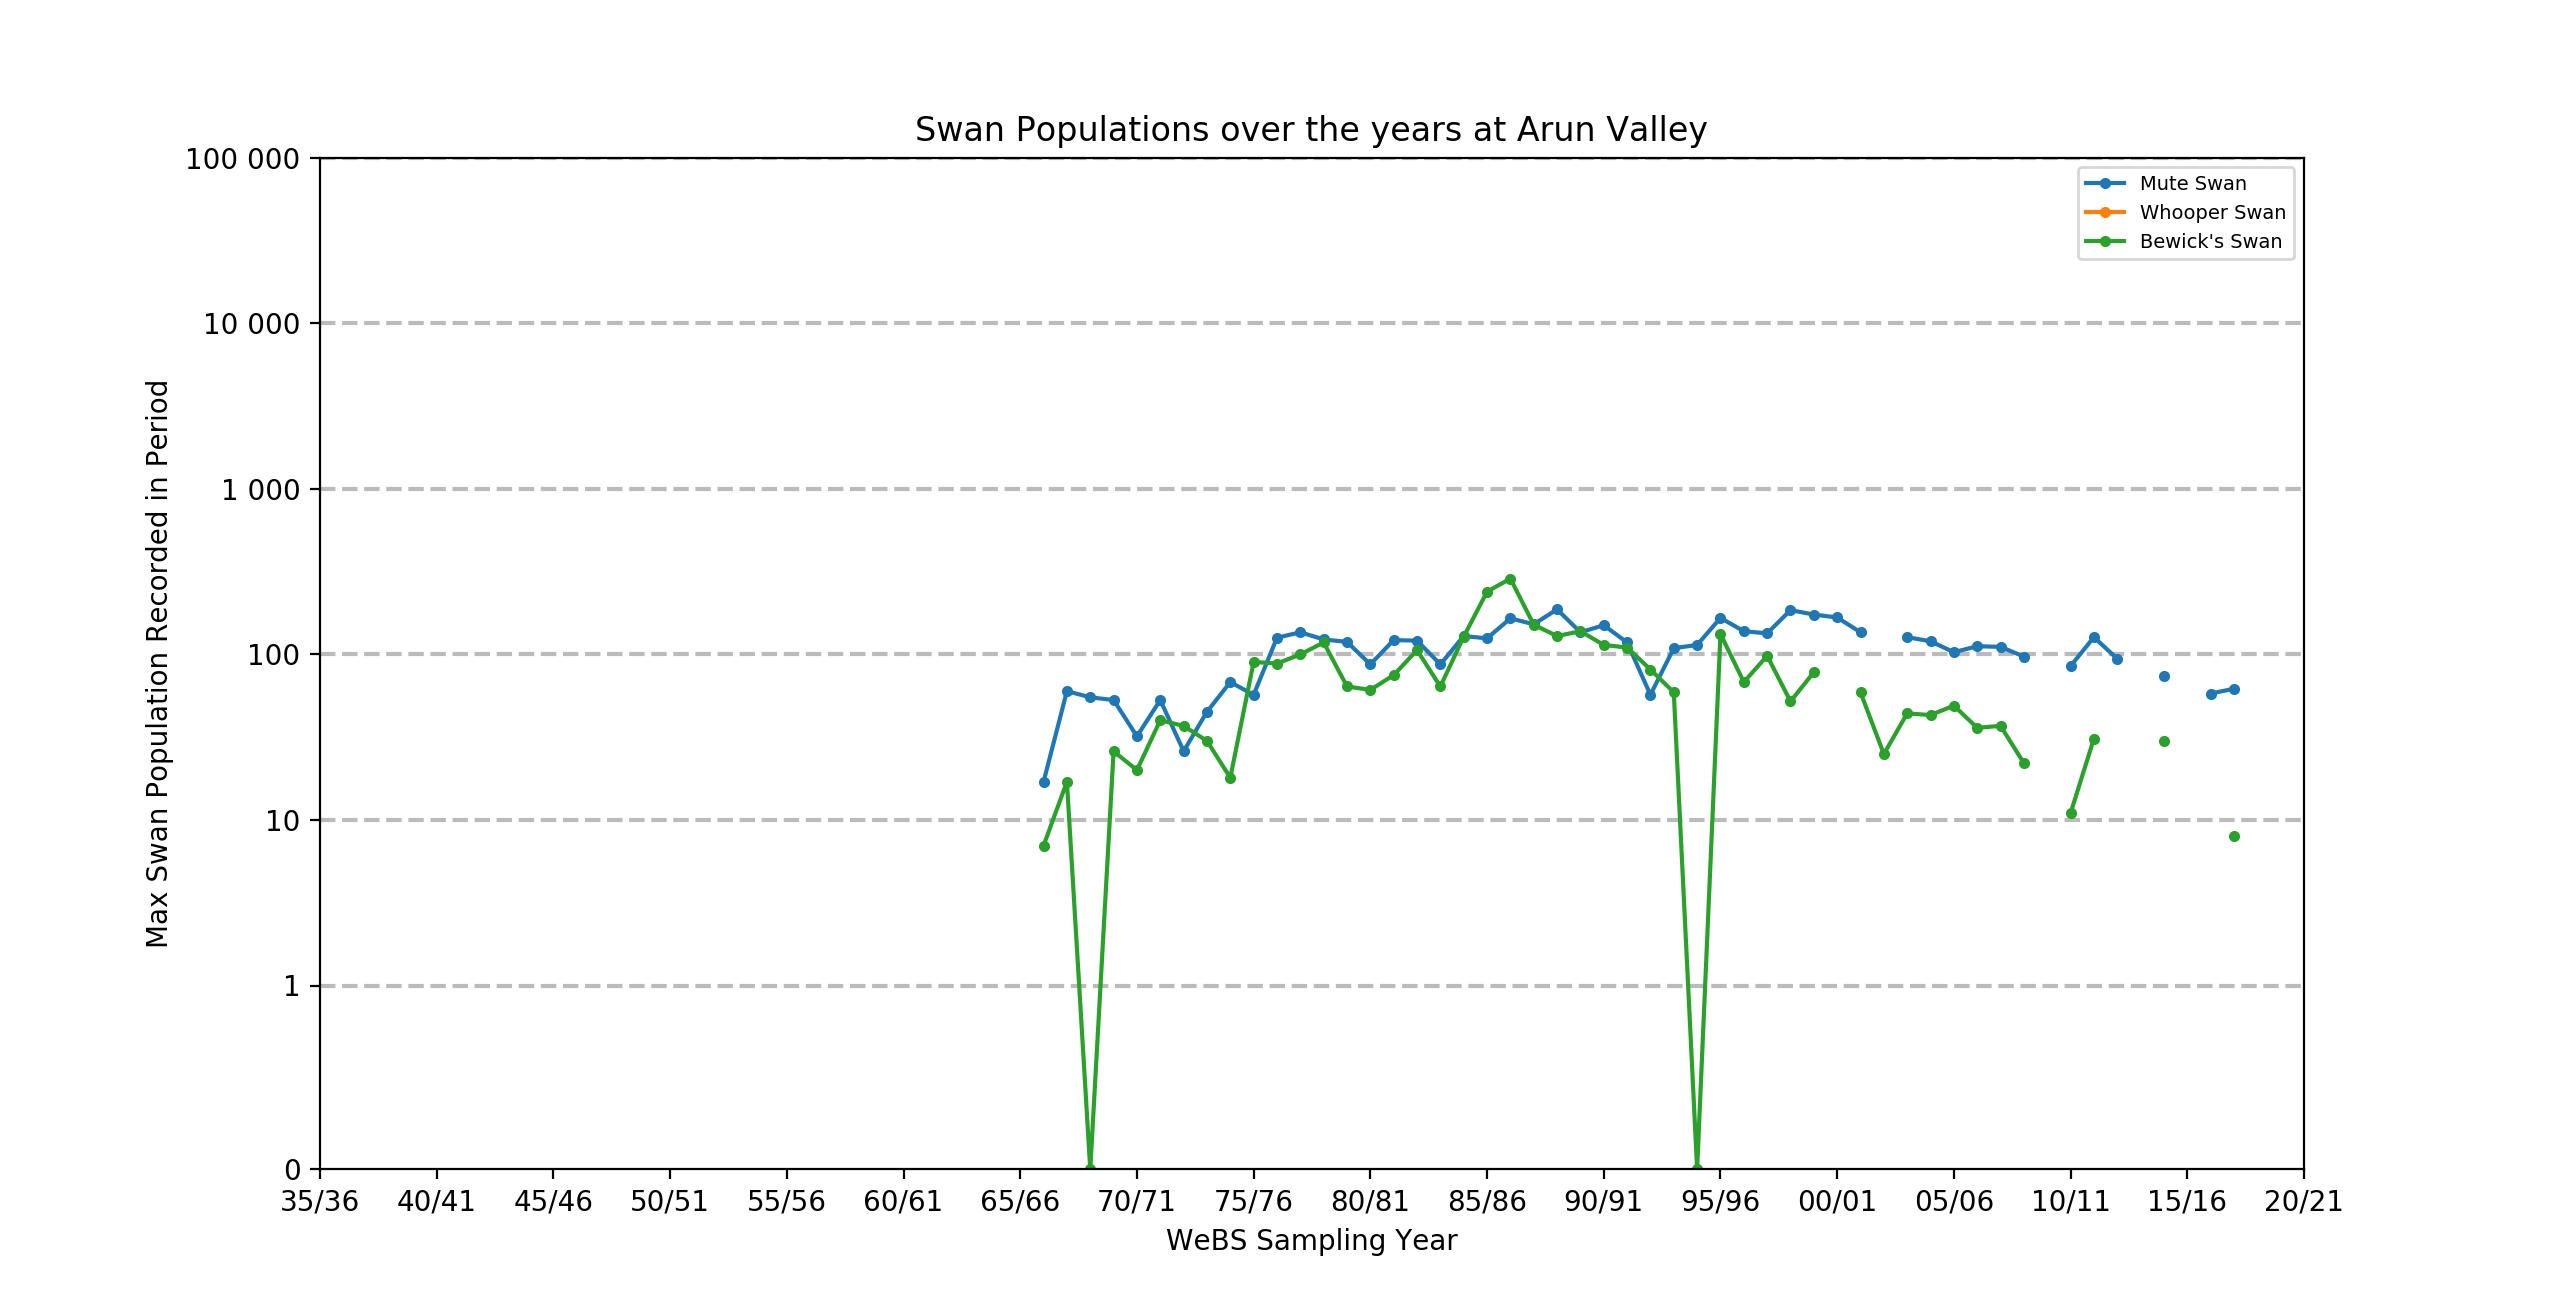 Swan Populations over the years at Arun Valley
100 000
10 000
1 000
100
10
1
0
Max Swan Population Recorded in Period
Mute Swan
Whooper Swan
Bewick's Swan
35/36 40/41 45/46 50/51 55/56 60/61 65/66 70/71 75/76 80/81 85/86 90/91 95/96 00/01 05/06 10/11 15/16 20/21
WeBS Sampling Year